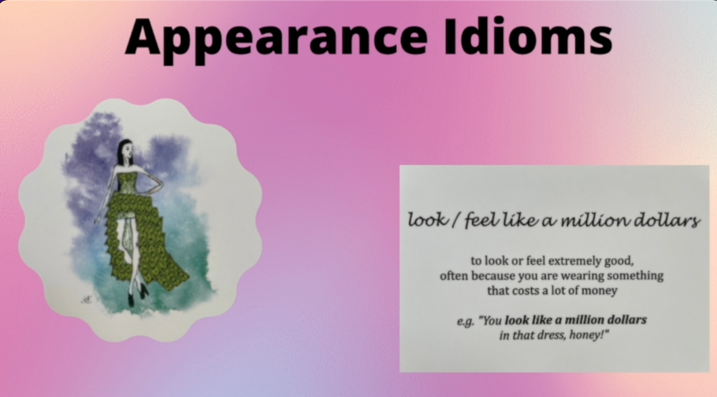 Appearance Idioms
look / feel like a million dollars
to look or feel extremely good,
often because you are wearing something
that costs a lot of money
e.g. "You look like a million dollars
in that dress, honey!"